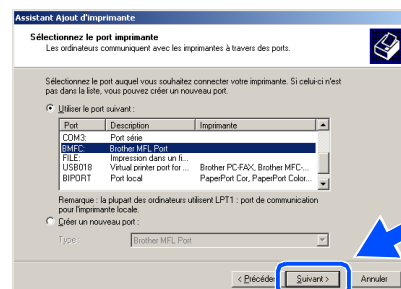 Assistant Ajout d'imprimante
Sélectionnez le port imprimante
Les ordinateurs communiquent avec les imprimantes à travers des ports.
Sélectionnez le port auquel vous souhaitez connecter votre imprimante. Si celui-ci n'est
pas dans la liste, vous pouvez créer un nouveau port.
Utiliser le port suivant :
Port Description Imprimante
COM3: Port série
BMFC: Brother MFL Port
FILE: Impression dans un fi...
USB018 Virtual printer port for ... Brother PC-FAX, Brother MFC-...
BIPORT Port local PaperPort Cor, PaperPort Color...
Remarque : la plupart des ordinateurs utilisent LPT1 : port de communication
pour l'imprimante locale.
Créer un nouveau port :
Type : Brother MFL Port
< Précéden Suivant > Annuler